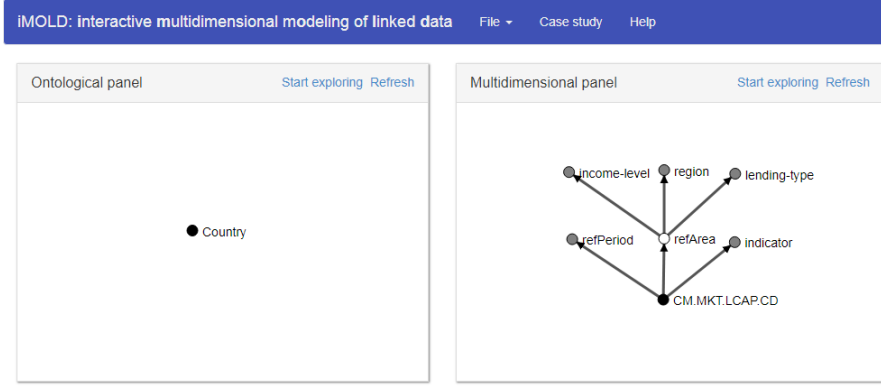 iMOLD: interactive multidimensional modeling of linked data File Case study Help
Ontological panel Start exploring Refresh
Multidimensional panel Start exploring Refresh
Country
income-level region lending-type
refPeriod refArea indicator
CM.MKT.LCAP.CD